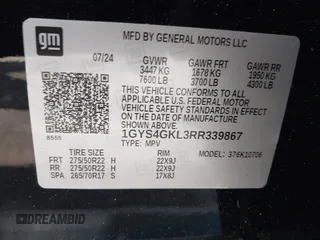 gm
MFD BY GENERAL MOTORS LLC
07/24 GVWR GAWR FRT GAWR RR
3447 KG 1678 KG 1950 KG
7600 LB 3700 LB 4300 LB
THIS VEHICLE CONFORMS TO ALL
APPLICABLE U.S. FEDERAL MOTOR
VEHICLE SAFETY STANDARDS IN
EFFECT ON THE DATE OF
MANUFACTURE SHOWN ABOVE.
8555 1GYS4GKL3RR339867
TYPE: MPV MODEL: 376K10706
TIRE SIZE RIM
FRT 275/50R22 H 22X9J
RR 275/50R22 H 22X9J
SPA 265/70R17 S 17X8J
DREAMBID